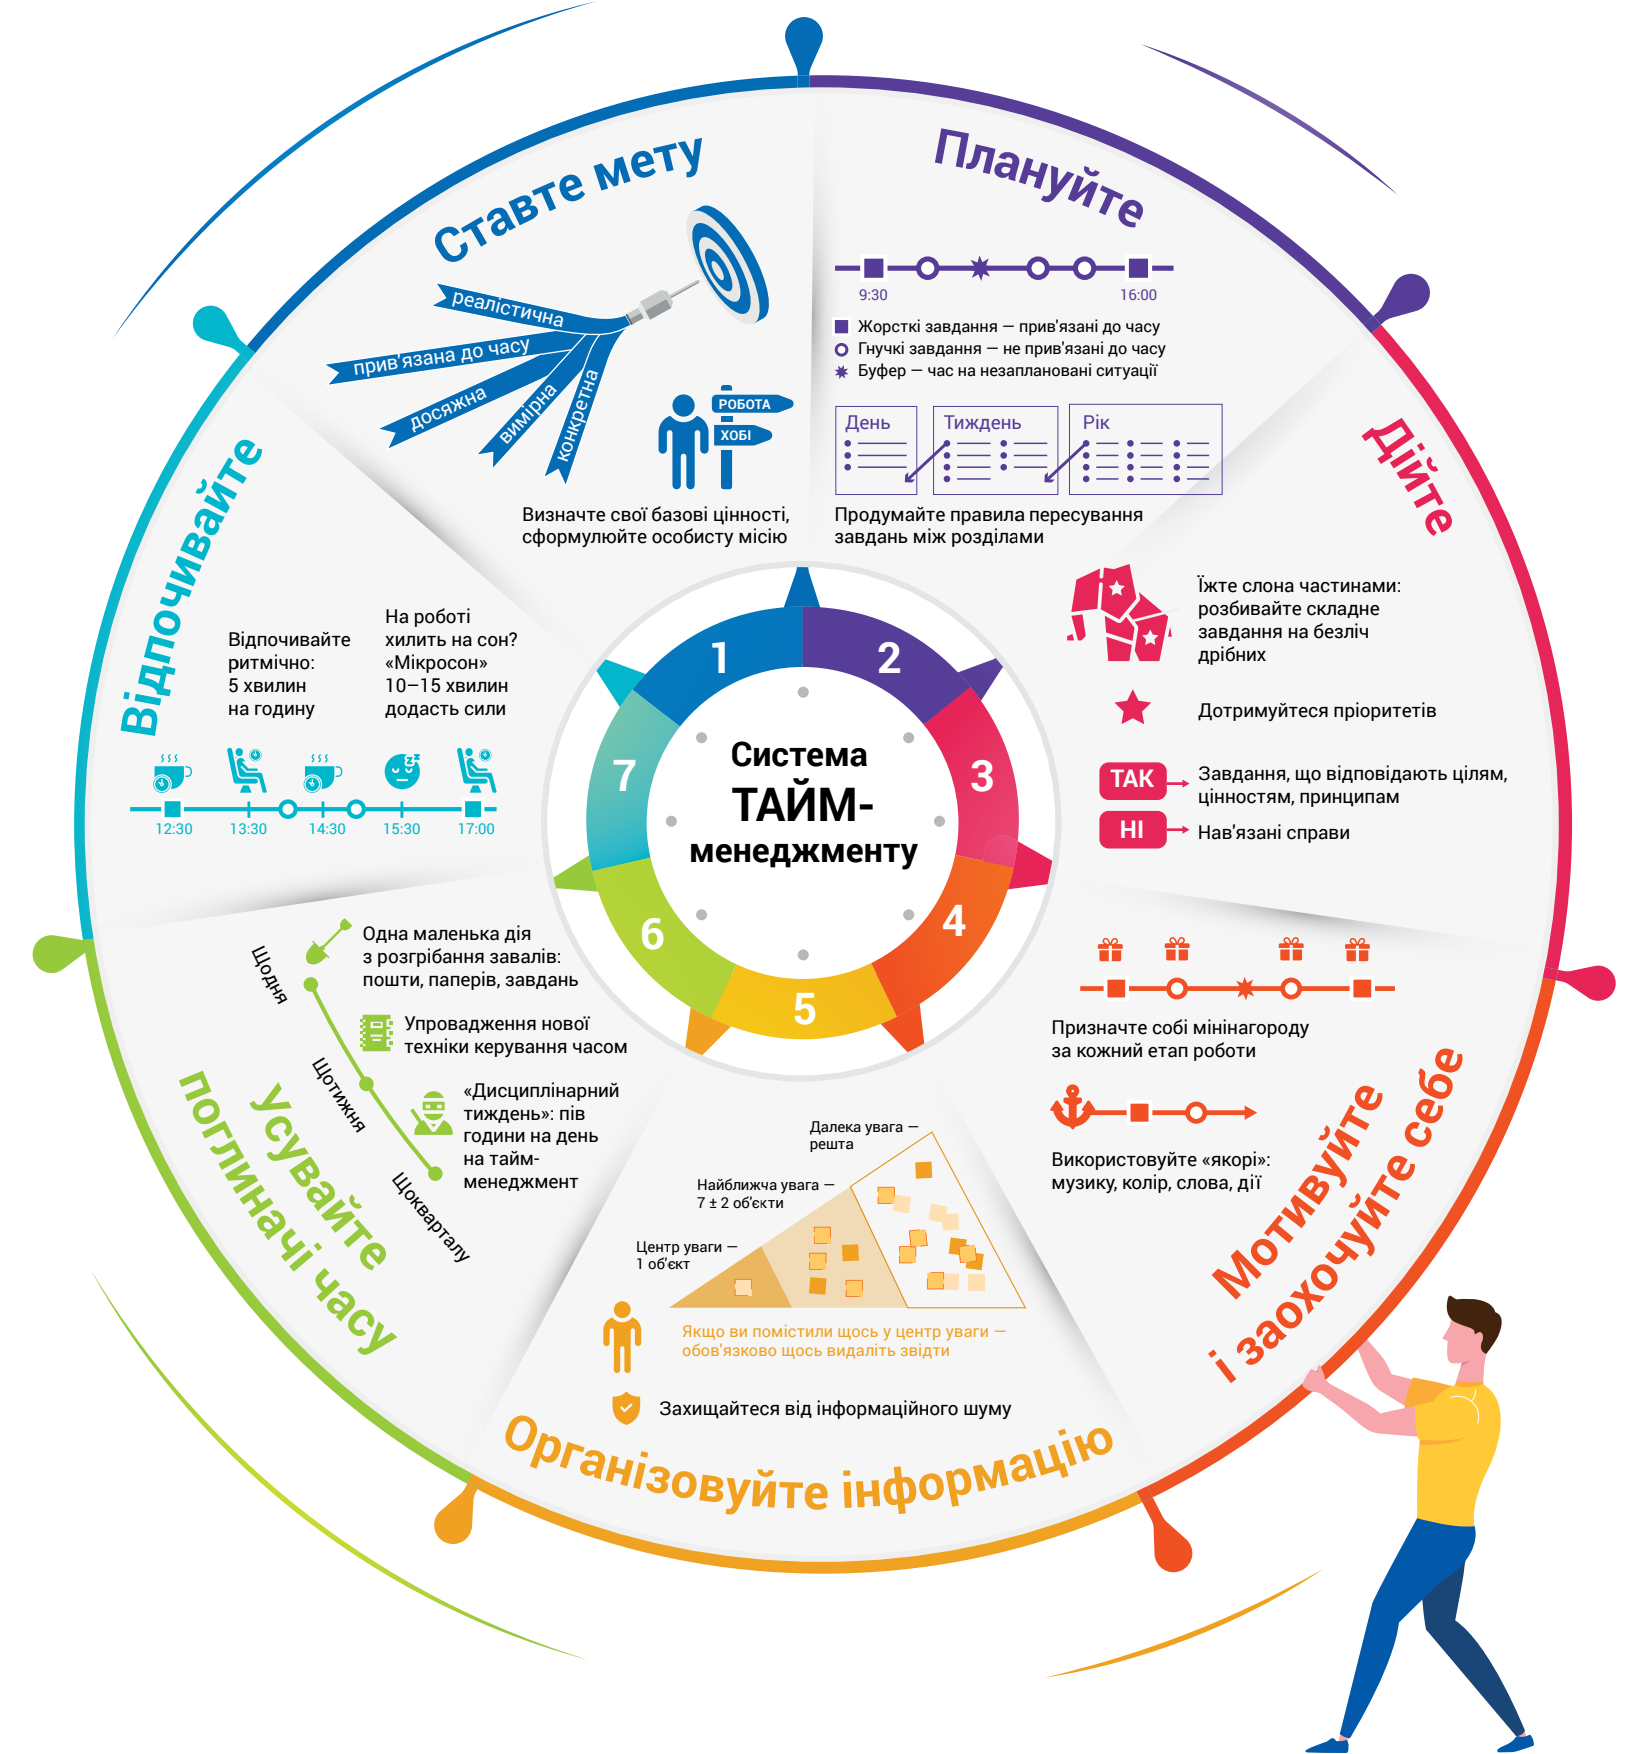 Система
ТАЙМ-
менеджменту
1
Ставте мету
реалістична
прив'язана до часу
досяжна
вимірна
конкретна
РОБОТА
ХОБІ
Визначте свої базові цінності,
сформулюйте особисту місію
2
Плануйте
9:30
16:00
Жорсткі завдання — прив'язані до часу
Гнучкі завдання — не прив'язані до часу
Буфер — час на незаплановані ситуації
День
Тиждень
Рік
Продумайте правила пересування
завдань між розділами
3
Дійте
Їжте слона частинами:
розбивайте складне
завдання на безліч
дрібних
Дотримуйтеся пріоритетів
ТАК
Завдання, що відповідають цілям,
цінностям, принципам
НІ
Нав'язані справи
4
Мотивуйте
і заохочуйте себе
Призначте собі мінінагороду
за кожний етап роботи
Використовуйте «якорі»:
музику, колір, слова, дії
5
Організовуйте інформацію
Далека увага —
решта
Найближча увага —
7 ± 2 об'єкти
Центр уваги —
1 об'єкт
Якщо ви помістили щось у центр уваги —
обов'язково щось видаліть звідти
Захищайтеся від інформаційного шуму
6
Усувайте
поглиначі часу
Щодня
Одна маленька дія
з розгрібання завалів:
пошти, паперів, завдань
Щотижня
Упровадження нової
техніки керування часом
Щокварталу
«Дисциплінарний
тиждень»: пів
години на день
на тайм-
менеджмент
7
Відпочивайте
Відпочивайте
ритмічно:
5 хвилин
на годину
На роботі
хилить на сон?
«Мікросон»
10–15 хвилин
додасть сили
zz
12:30
13:30
14:30
15:30
17:00